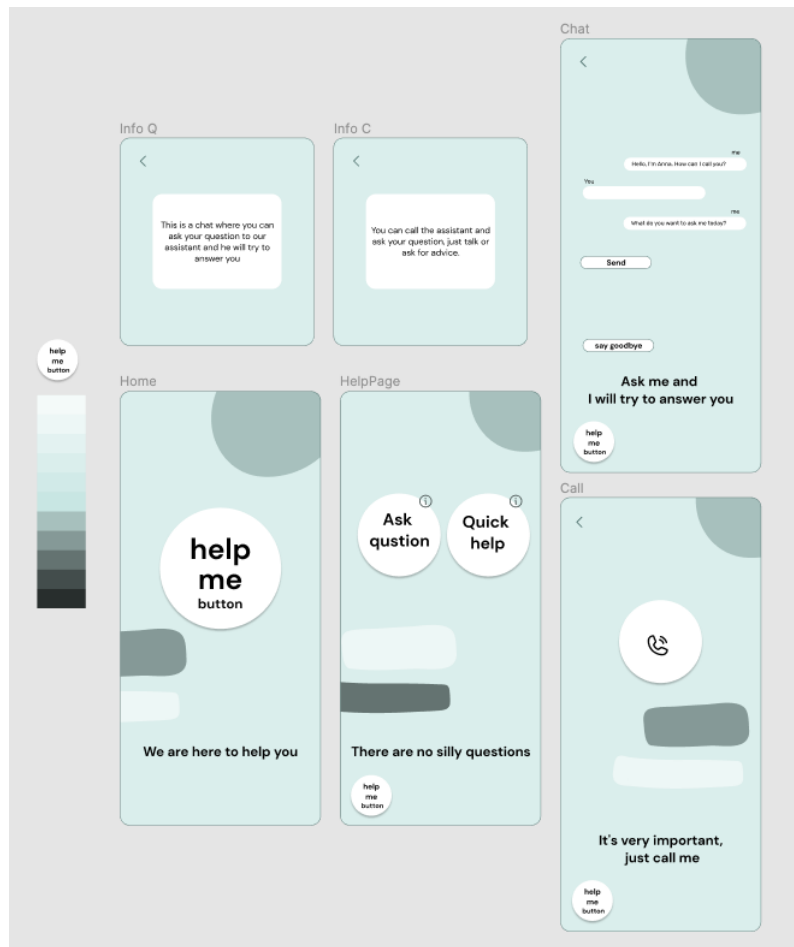 Chat
me
Hello, I'm Anna. How can I call you?
You
me
What do you want to ask me today?
Send
say goodbye
Ask me and
I will try to answer you
help
me
button
Info Q
This is a chat where you can
ask your question to our
assistant and he will try to
answer you
Info C
You can call the assistant and
ask your question, just talk or
ask for advice.
help
me
button
Home
help
me
button
We are here to help you
HelpPage
Ask
qustion
Quick
help
There are no silly questions
help
me
button
Call
It's very important,
just call me
help
me
button